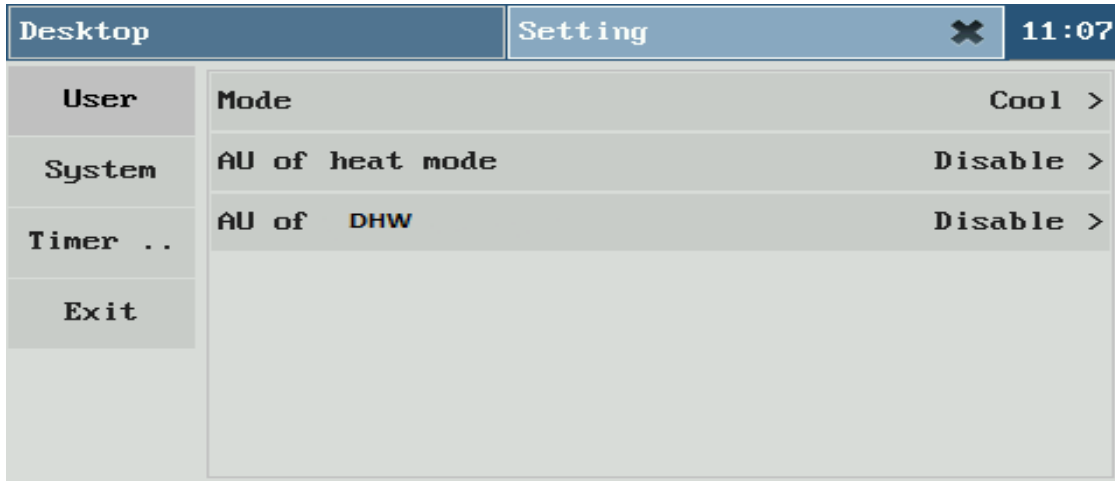 Desktop
Setting
11:07
User
System
Timer ..
Exit
Mode Cool >
AU of heat mode Disable >
AU of DHW Disable >